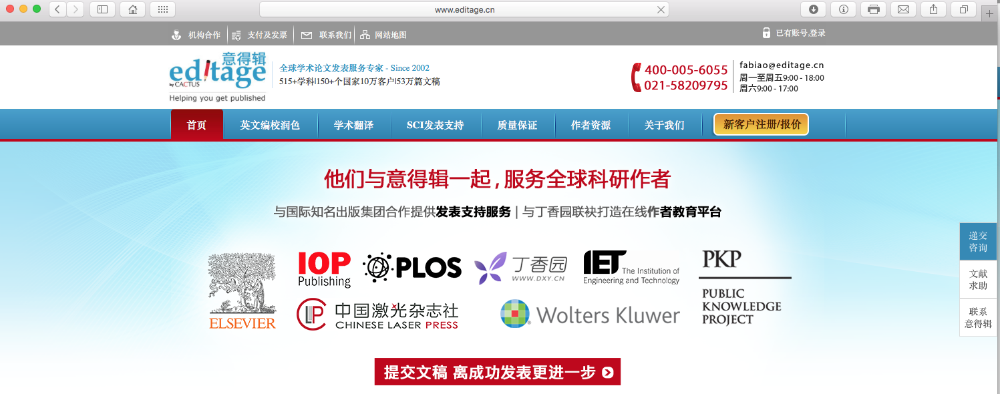 www.editage.cn
机构合作 支付及发票 联系我们 网站地图 已有账号,登录
editage 意得辑
by CACTUS
Helping you get published
全球学术论文发表服务专家 - Since 2002
515+学科|150+个国家10万客户|53万篇文稿
400-005-6055
021-58209795
fabiao@editage.cn
周一至周五9:00 - 18:00
周六9:00 - 17:00
首页 英文编校润色 学术翻译 SCI发表支持 质量保证 作者资源 关于我们 新客户注册/报价
他们与意得辑一起,服务全球科研作者
与国际知名出版集团合作提供发表支持服务 | 与丁香园联袂打造在线作者教育平台
ELSEVIER
IOP Publishing
PLOS
丁香园
WWW.DXY.CN
IET The Institution of
Engineering and Technology
PKP
PUBLIC
KNOWLEDGE
PROJECT
中国激光杂志社
CHINESE LASER PRESS
Wolters Kluwer
递交
咨询
文献
求助
联系
意得辑
提交文稿 离成功发表更进一步